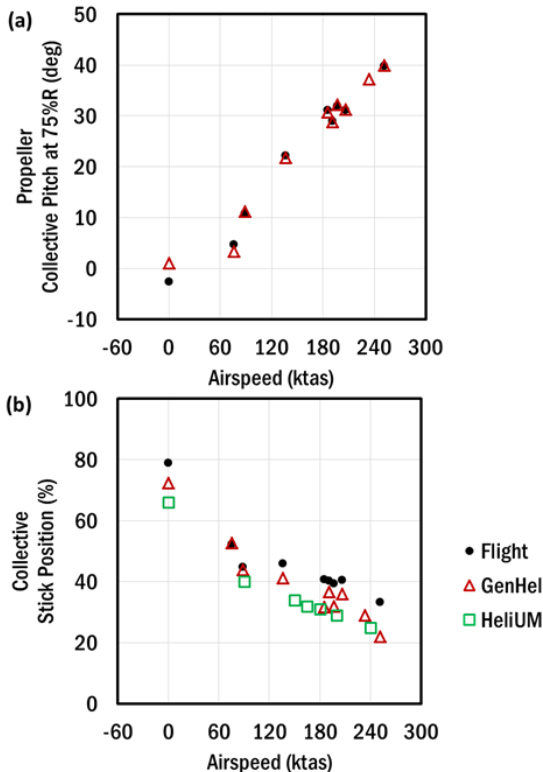 (a)
50
40
30
20
10
0
-10
Propeller
Collective Pitch at 75%R (deg)
-60 0 60 120 180 240 300
Airspeed (ktas)
(b)
100
80
60
40
20
0
Collective
Stick Position (%)
-60 0 60 120 180 240 300
Airspeed (ktas)
Flight
GenHel
HeliUM